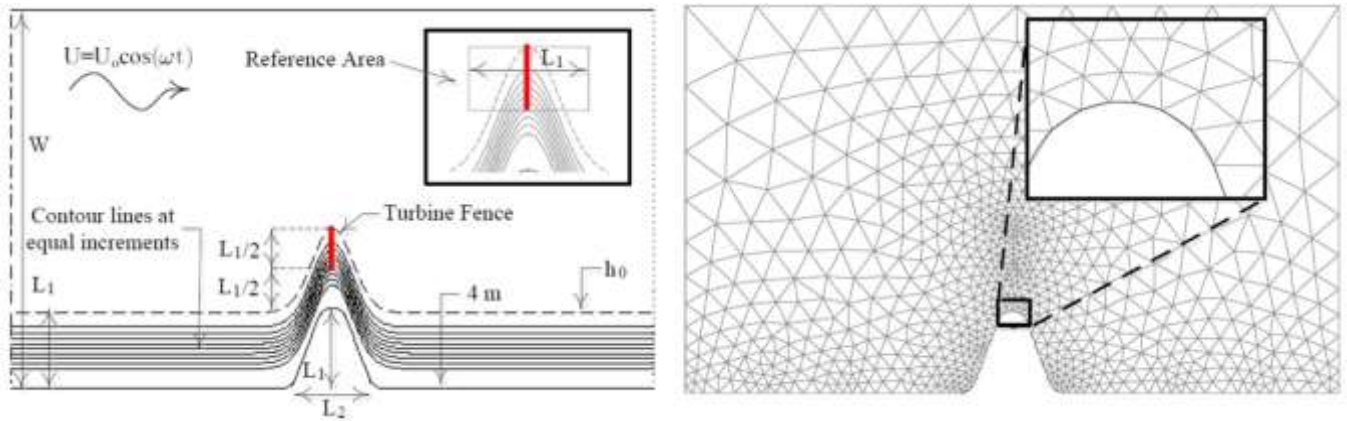 U=U₀cos(ωt)
Reference Area
L₁
W
Contour lines at
equal increments
Turbine Fence
L₁/2
L₁/2
h₀
4 m
L₁
L₁
L₂